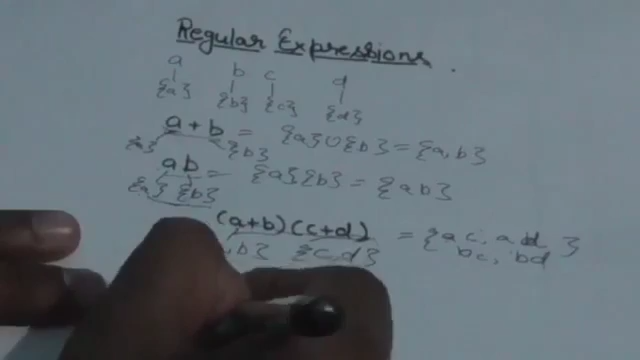 Regular Expressions.
a b c d
{a} {b} {c} {d}
a + b = {a} ∪ {b} = {a, b}
{a} {b}
ab = {a}{b} = {ab}
{a} {b}
(a+b)(c+d) = {ac, ad
,b} {c,d} bc, bd }